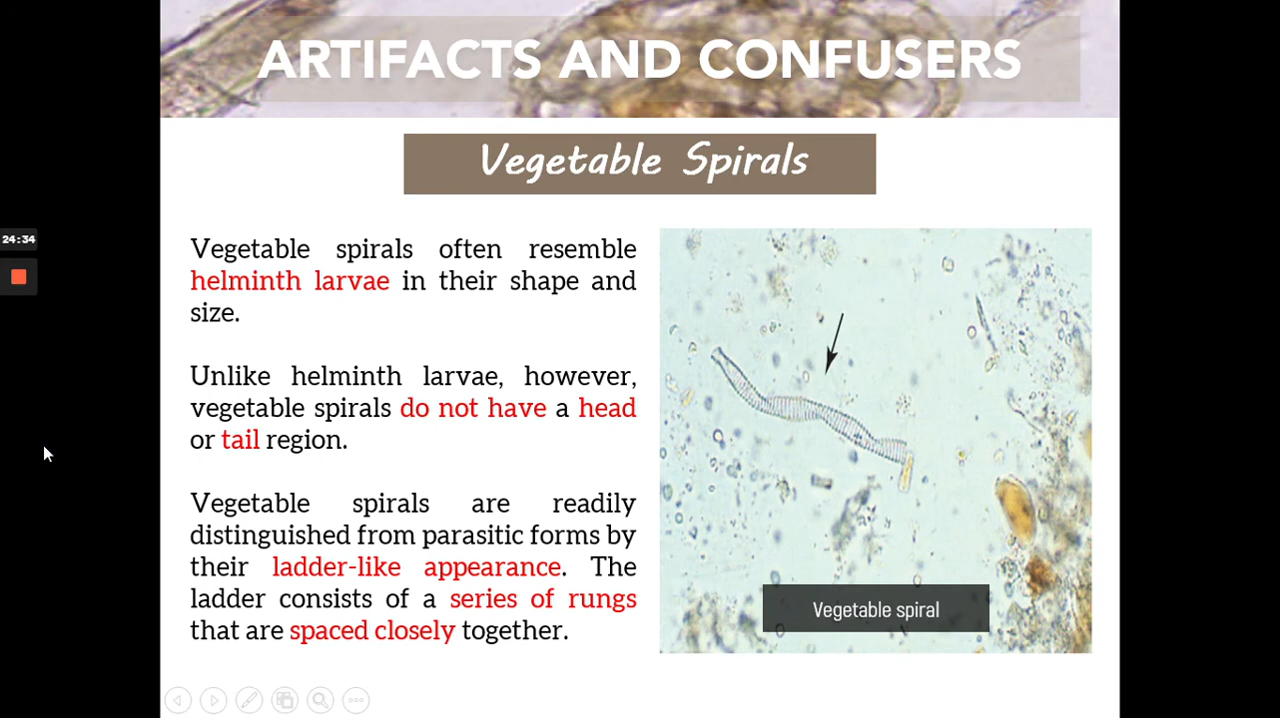 ARTIFACTS AND CONFUSERS
Vegetable Spirals
24:34
Vegetable spirals often resemble
helminth larvae in their shape and
size.
Unlike helminth larvae, however,
vegetable spirals do not have a head
or tail region.
Vegetable spirals are readily
distinguished from parasitic forms by
their ladder-like appearance. The
ladder consists of a series of rungs
that are spaced closely together.
Vegetable spiral